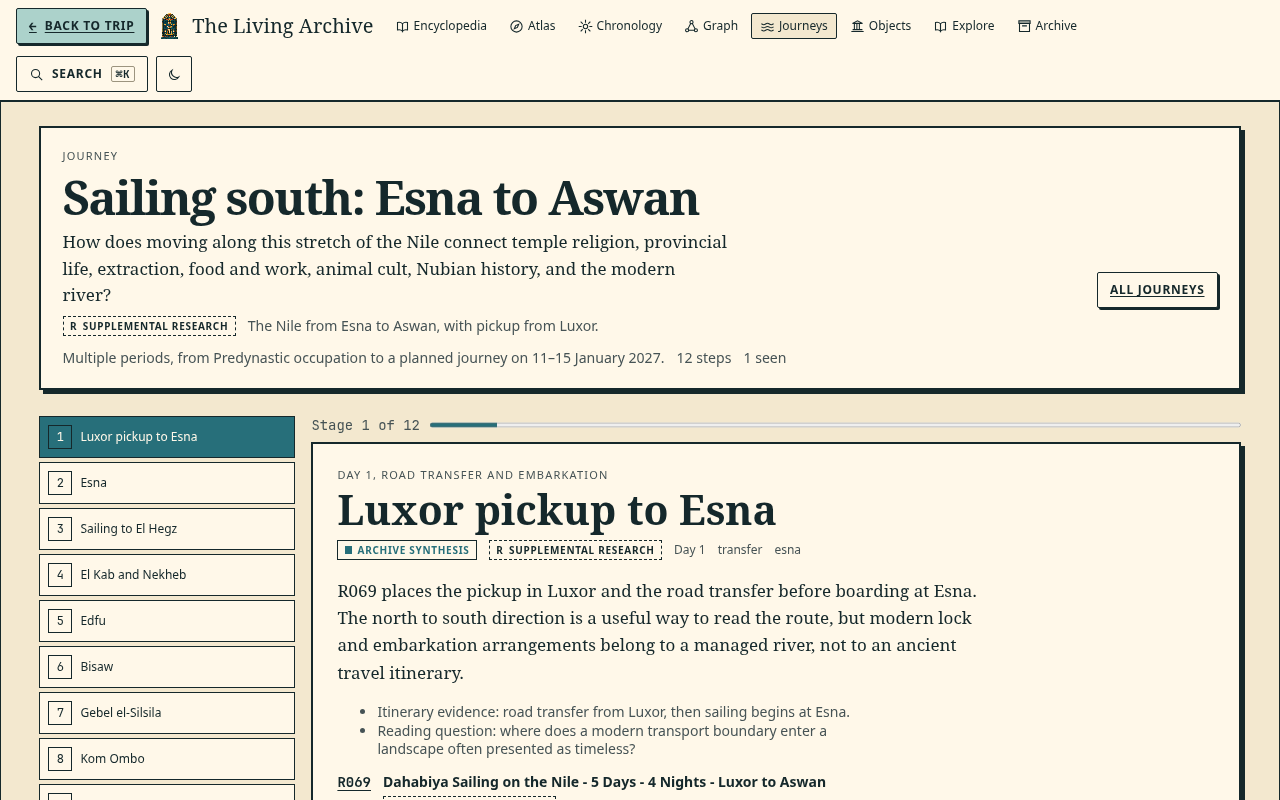 ← BACK TO TRIP
The Living Archive
Encyclopedia
Atlas
Chronology
Graph
Journeys
Objects
Explore
Archive
SEARCH ⌘K
JOURNEY
Sailing south: Esna to Aswan
How does moving along this stretch of the Nile connect temple religion, provincial
life, extraction, food and work, animal cult, Nubian history, and the modern
river?
ALL JOURNEYS
R SUPPLEMENTAL RESEARCH The Nile from Esna to Aswan, with pickup from Luxor.
Multiple periods, from Predynastic occupation to a planned journey on 11–15 January 2027. 12 steps 1 seen
1 Luxor pickup to Esna
2 Esna
3 Sailing to El Hegz
4 El Kab and Nekheb
5 Edfu
6 Bisaw
7 Gebel el-Silsila
8 Kom Ombo
Stage 1 of 12
DAY 1, ROAD TRANSFER AND EMBARKATION
Luxor pickup to Esna
ARCHIVE SYNTHESIS R SUPPLEMENTAL RESEARCH Day 1 transfer esna
R069 places the pickup in Luxor and the road transfer before boarding at Esna.
The north to south direction is a useful way to read the route, but modern lock
and embarkation arrangements belong to a managed river, not to an ancient
travel itinerary.
• Itinerary evidence: road transfer from Luxor, then sailing begins at Esna.
• Reading question: where does a modern transport boundary enter a
landscape often presented as timeless?
R069 Dahabiya Sailing on the Nile - 5 Days - 4 Nights - Luxor to Aswan